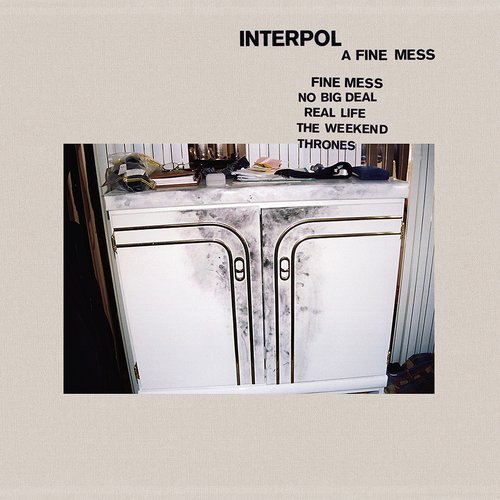 INTERPOL
A FINE MESS
FINE MESS
NO BIG DEAL
REAL LIFE
THE WEEKEND
THRONES